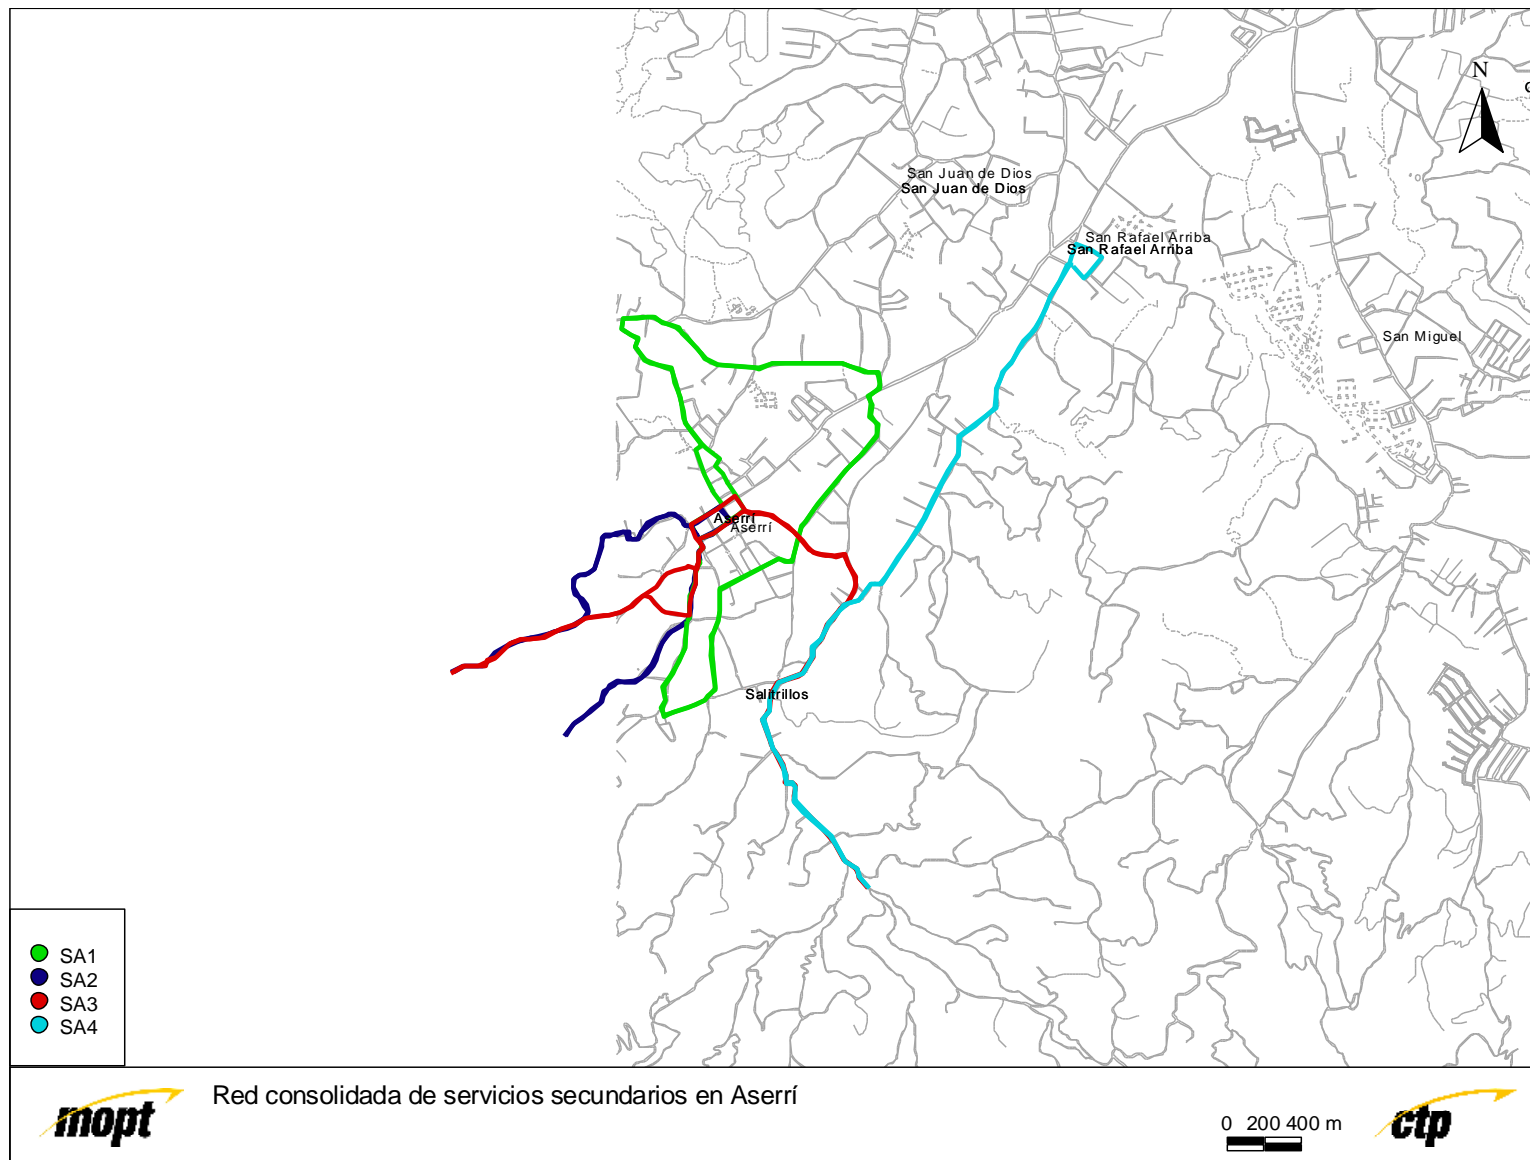 N
San Juan de Dios
San Juan de Dios
San Rafael Arriba
San Rafael Arriba
San Miguel
Aserrí
Aserrí
Salitrillos
SA1
SA2
SA3
SA4
Red consolidada de servicios secundarios en Aserrí
0 200 400 m
mopt
ctp